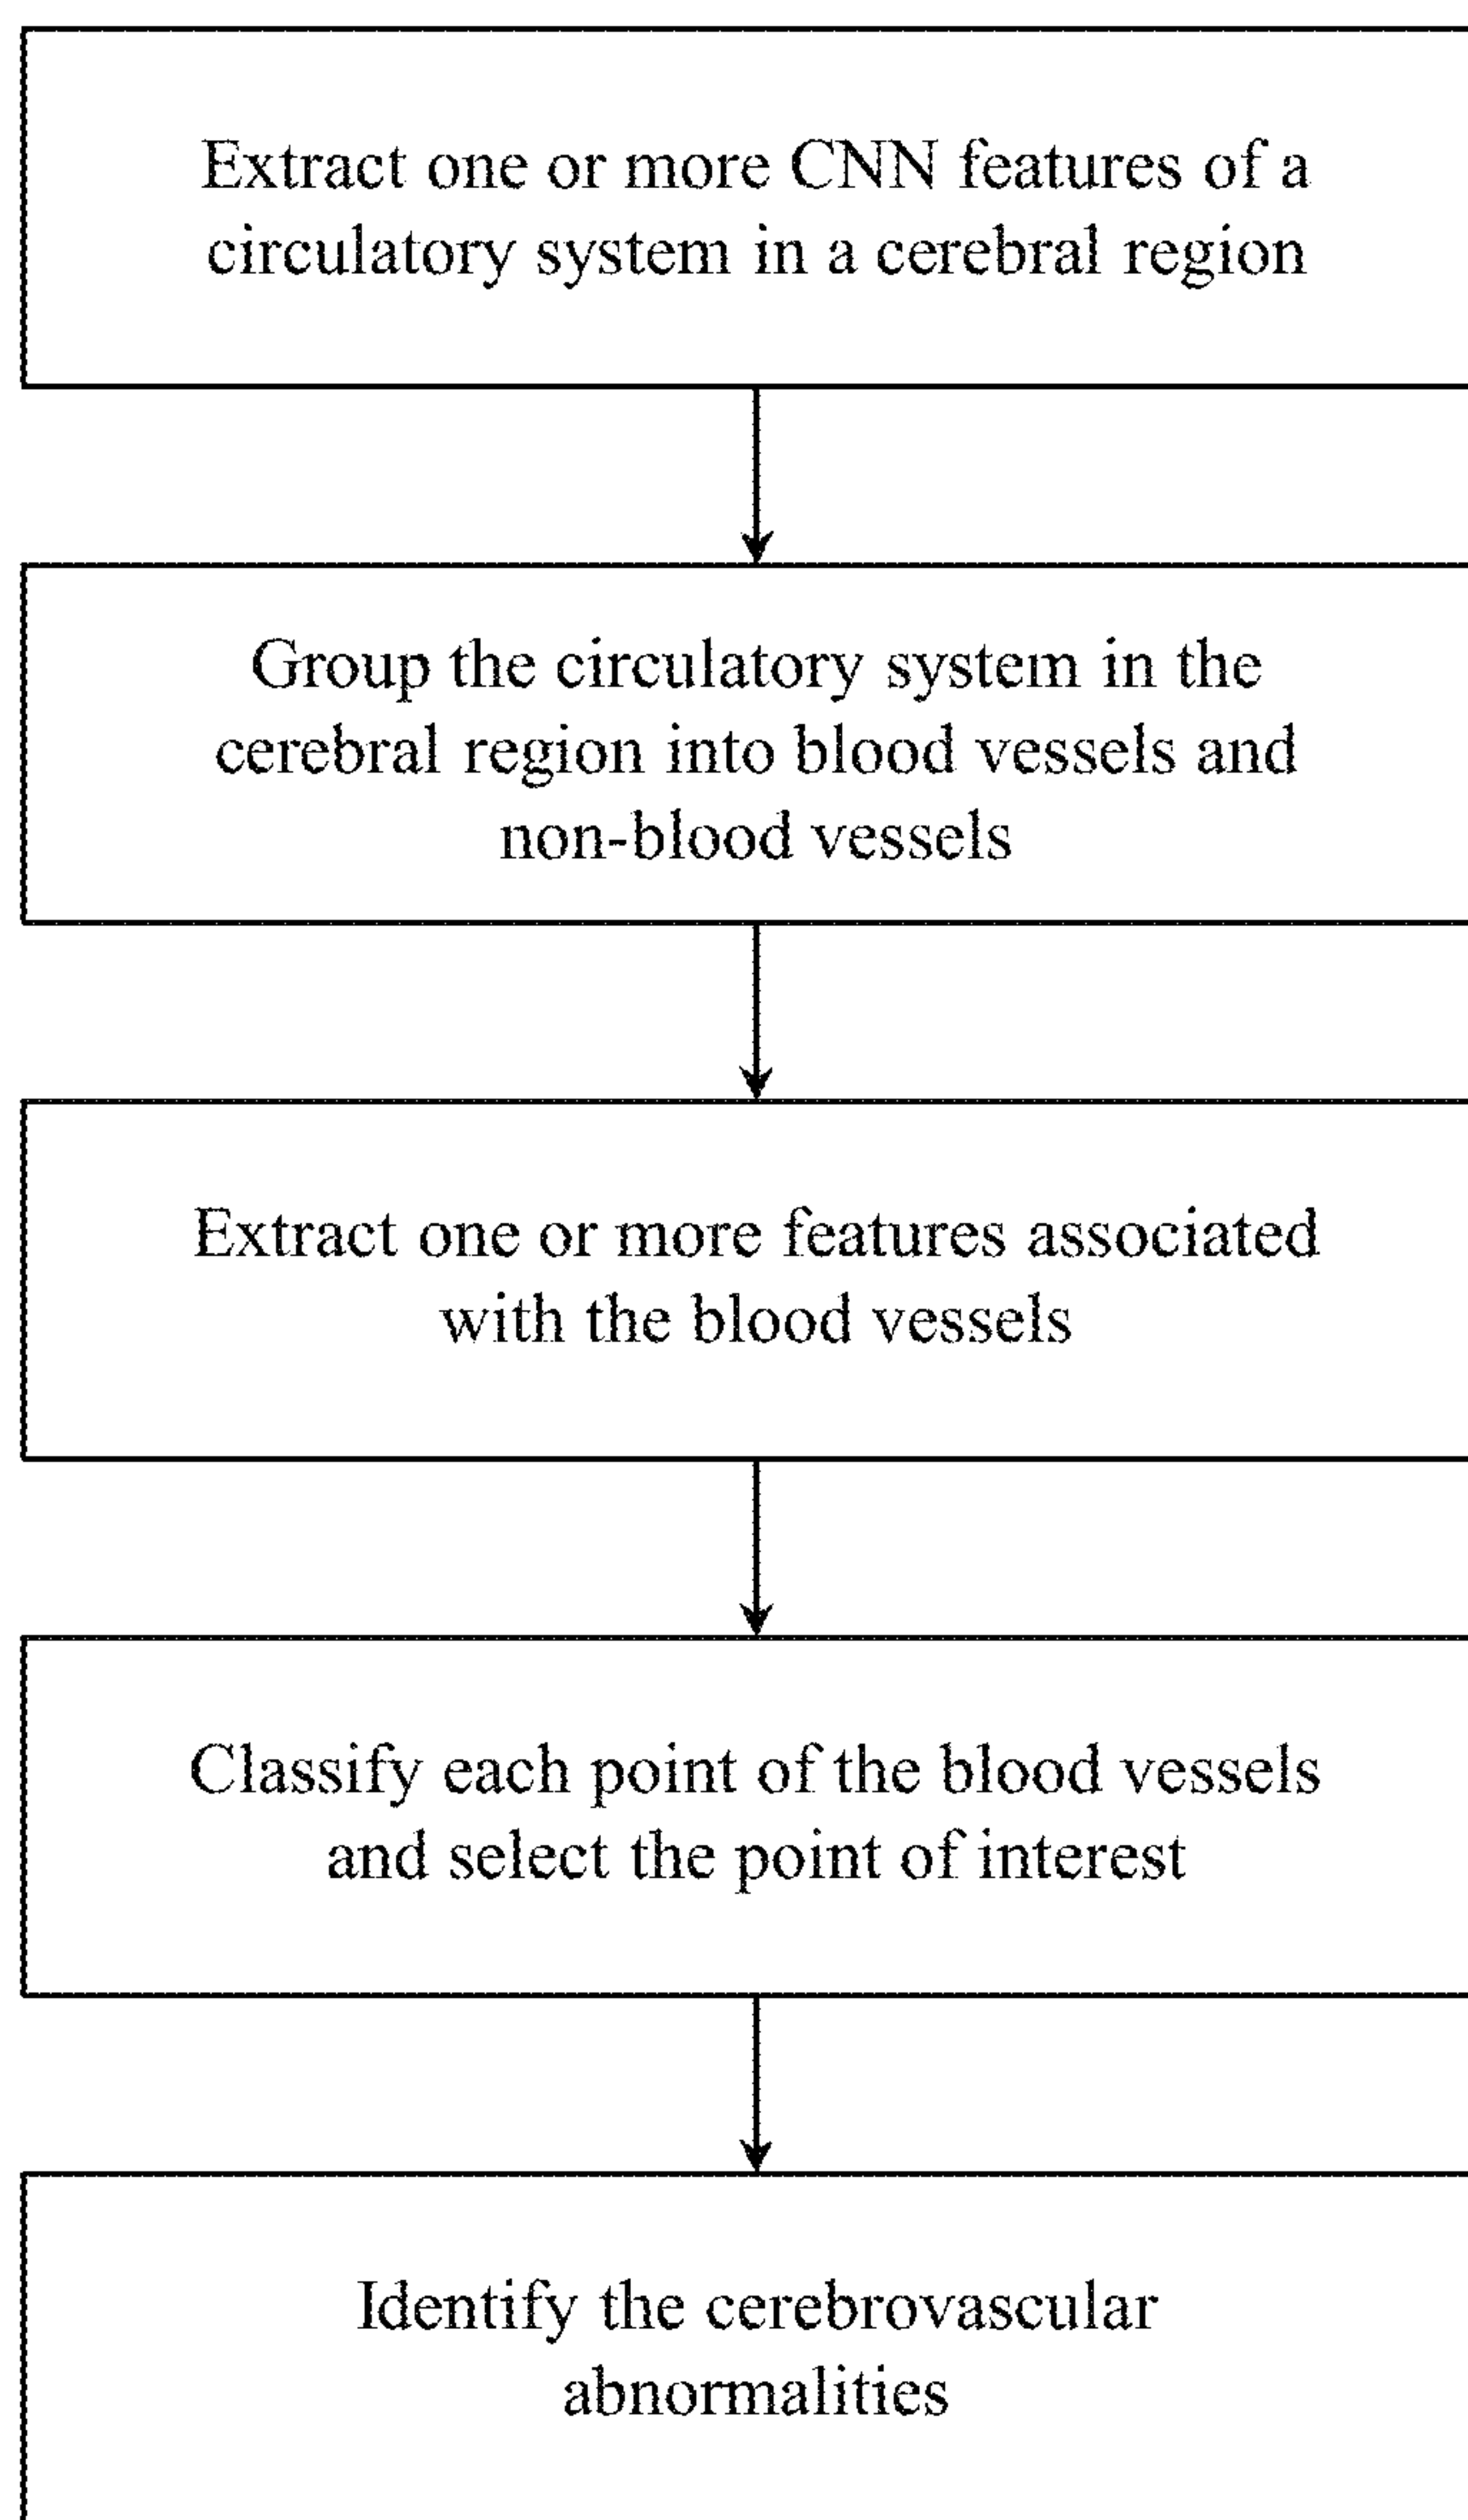 Extract one or more CNN features of a
circulatory system in a cerebral region
Group the circulatory system in the
cerebral region into blood vessels and
non-blood vessels
Extract one or more features associated
with the blood vessels
Classify each point of the blood vessels
and select the point of interest
Identify the cerebrovascular
abnormalities